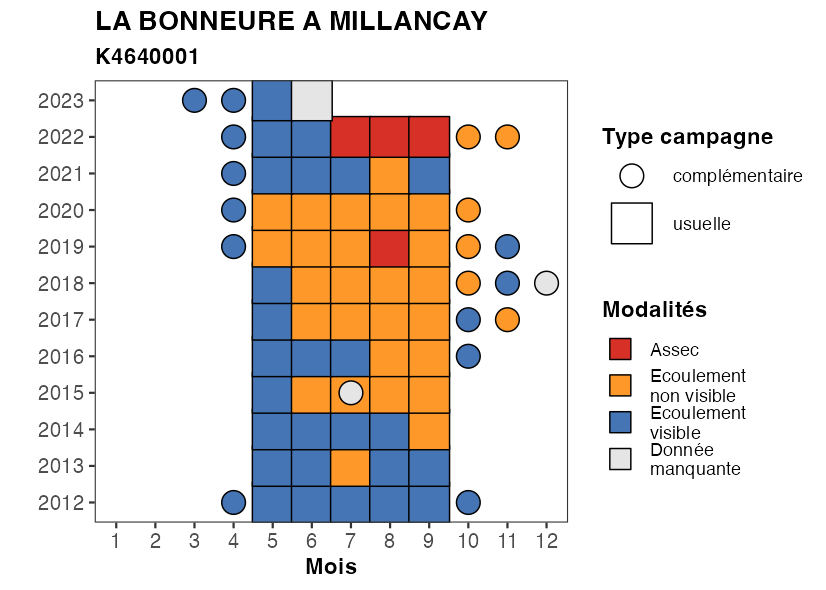 LA BONNEURE A MILLANCAY
K4640001
2023
2022
2021
2020
2019
2018
2017
2016
2015
2014
2013
2012
1 2 3 4 5 6 7 8 9 10 11 12
Mois
Type campagne
complémentaire
usuelle
Modalités
Assec
Ecoulement
non visible
Ecoulement
visible
Donnée
manquante